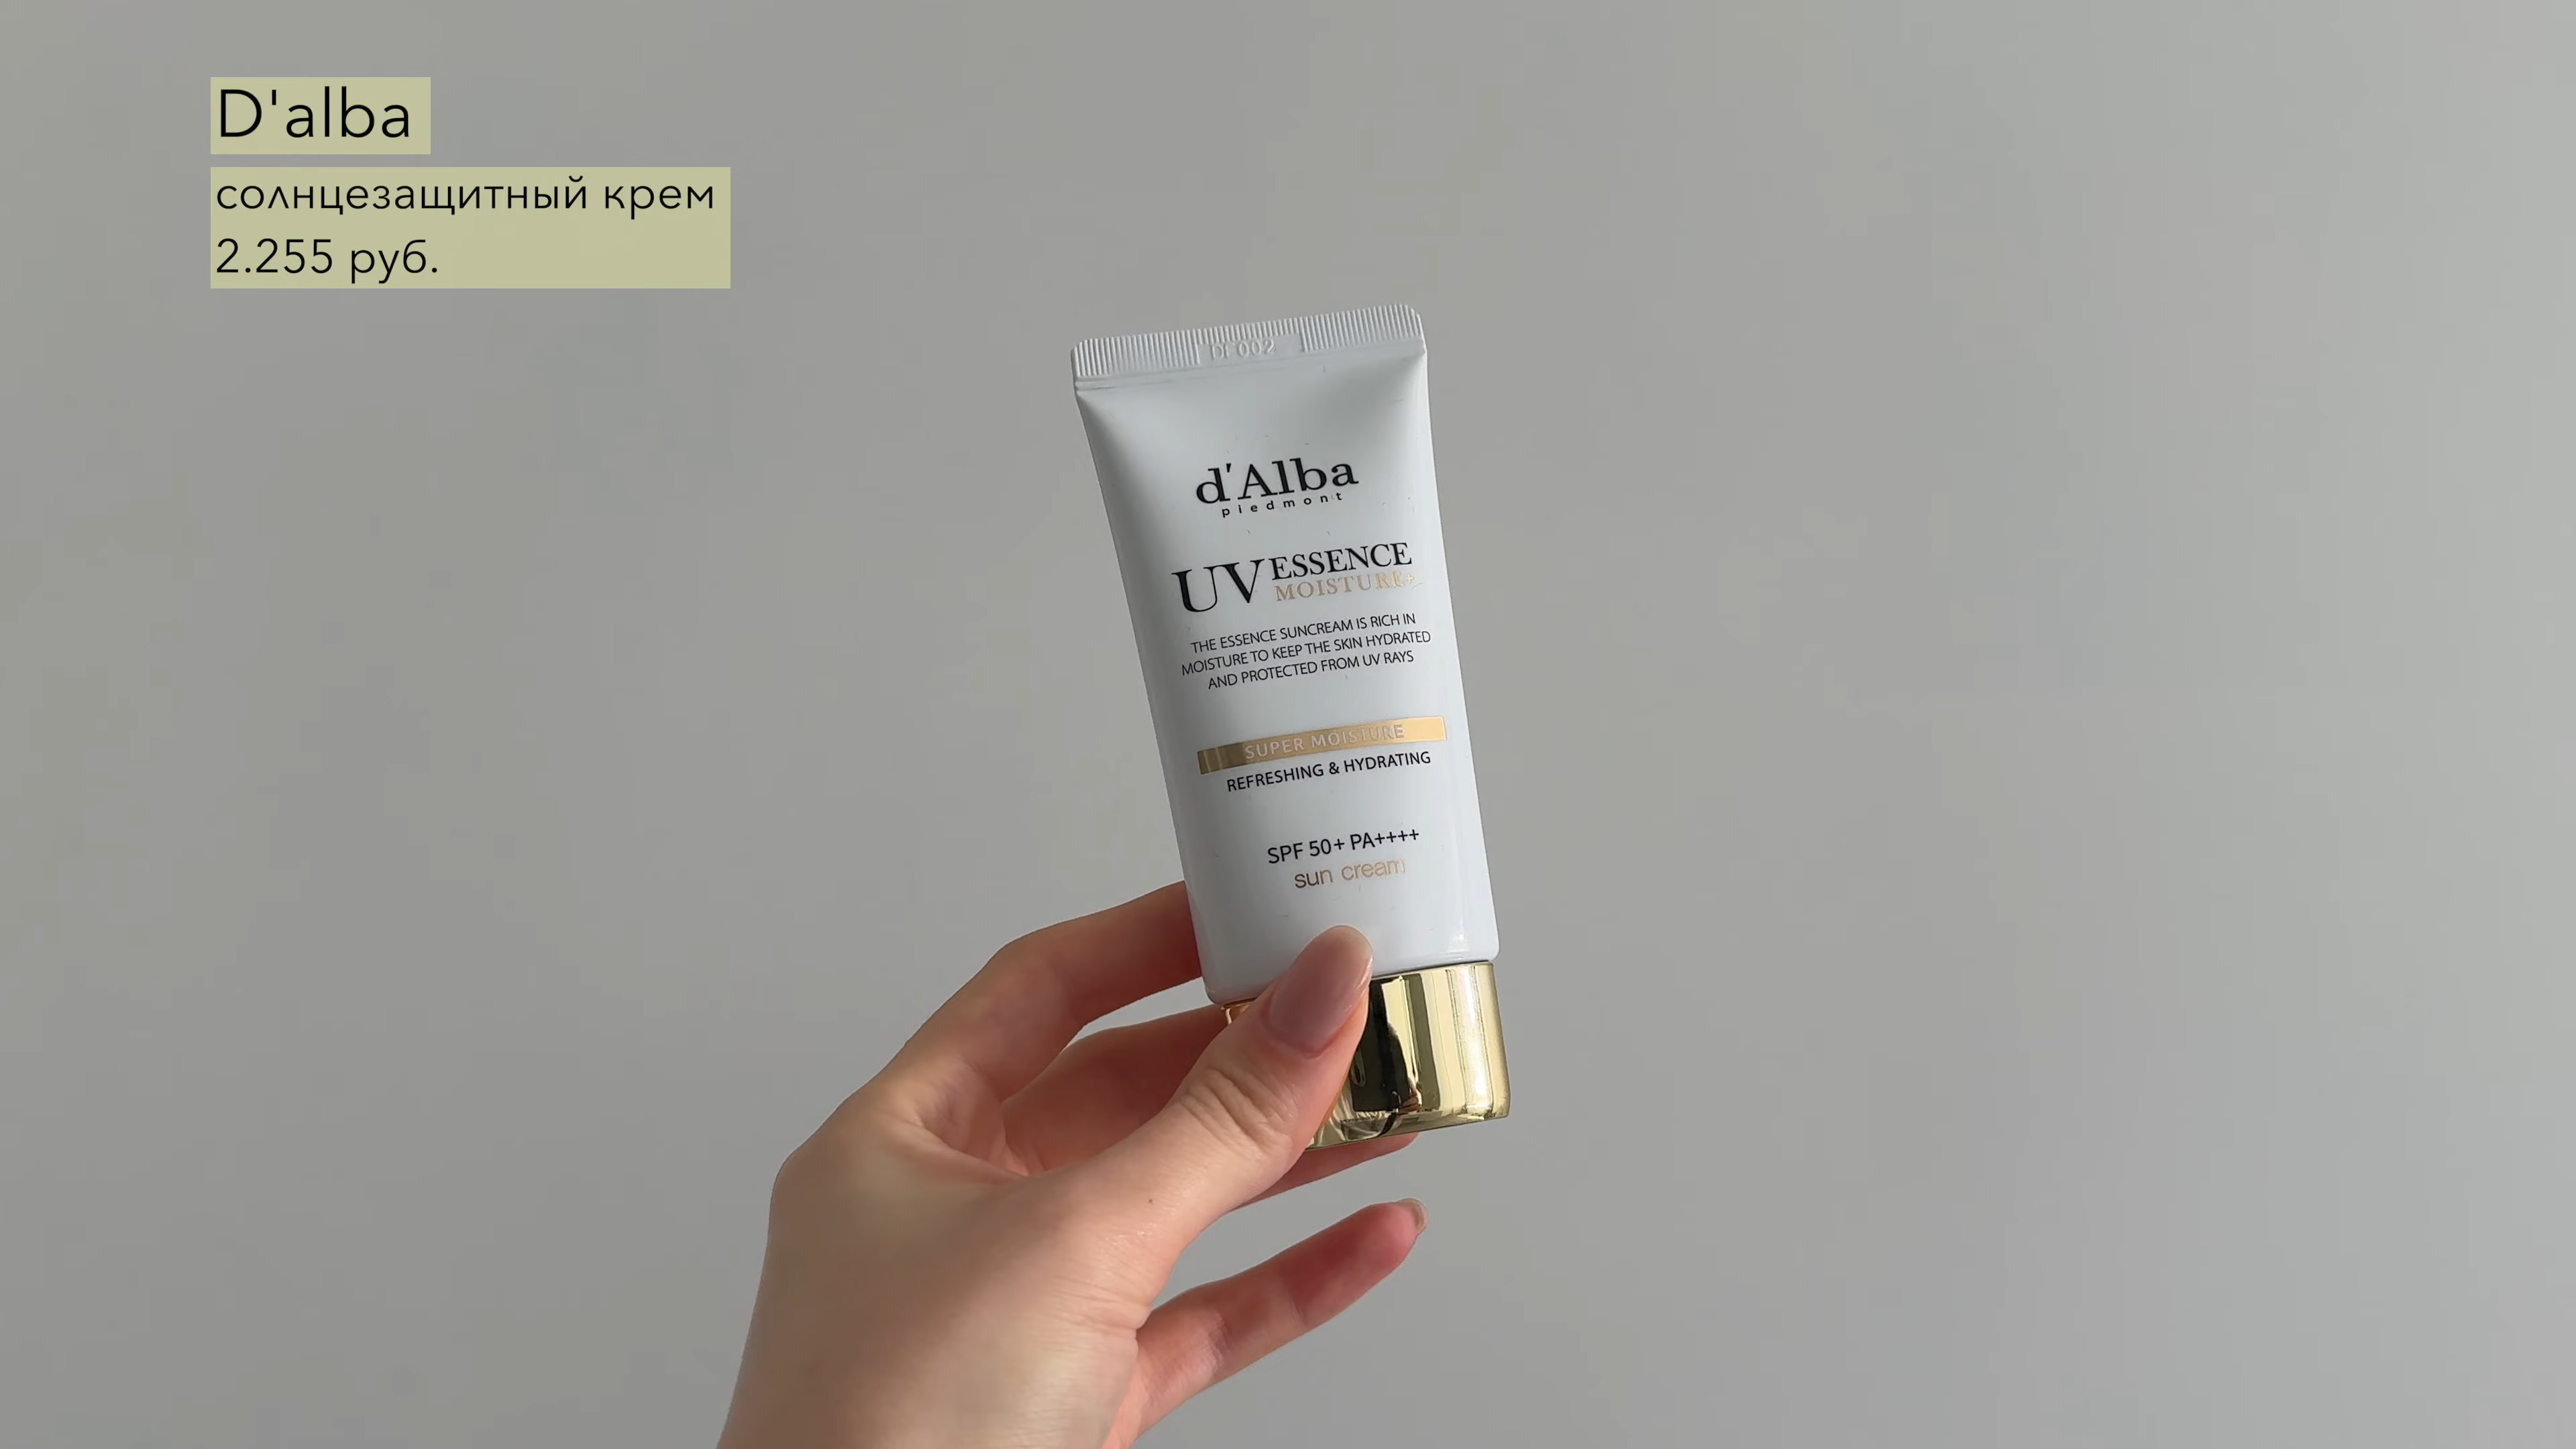 D'alba
солнцезащитный крем
2.255 руб.
d'Alba
piedmont
UV ESSENCE
MOISTURE+
THE ESSENCE SUNCREAM IS RICH IN
MOISTURE TO KEEP THE SKIN HYDRATED
AND PROTECTED FROM UV RAYS
SUPER MOISTURE
REFRESHING & HYDRATING
SPF 50+ PA++++
sun cream